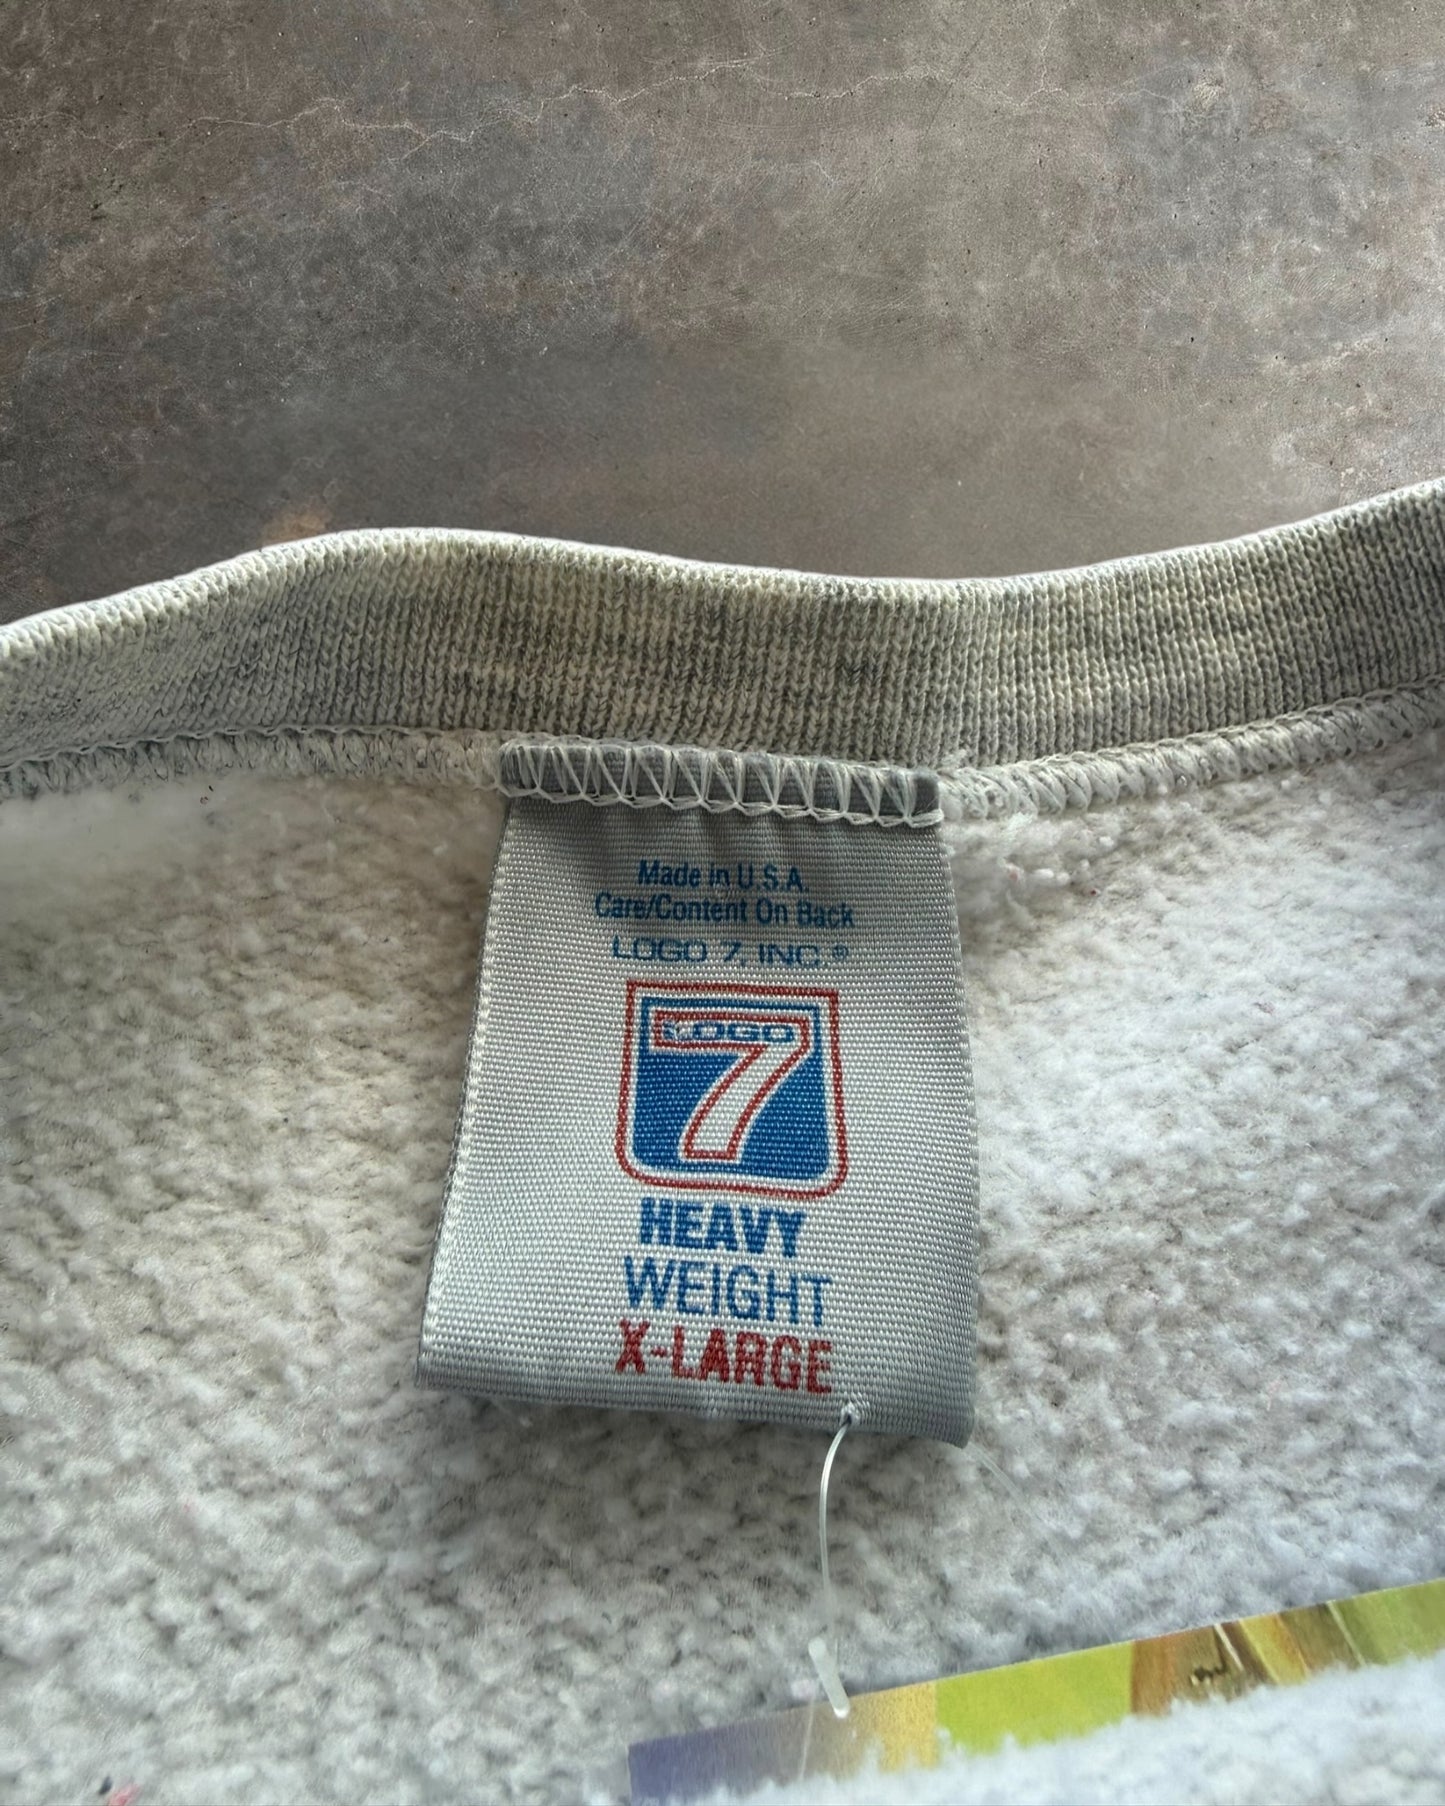 Made in U.S.A.
Care/Content On Back
LOGO 7, INC.®
LOGO
7
HEAVY
WEIGHT
X-LARGE